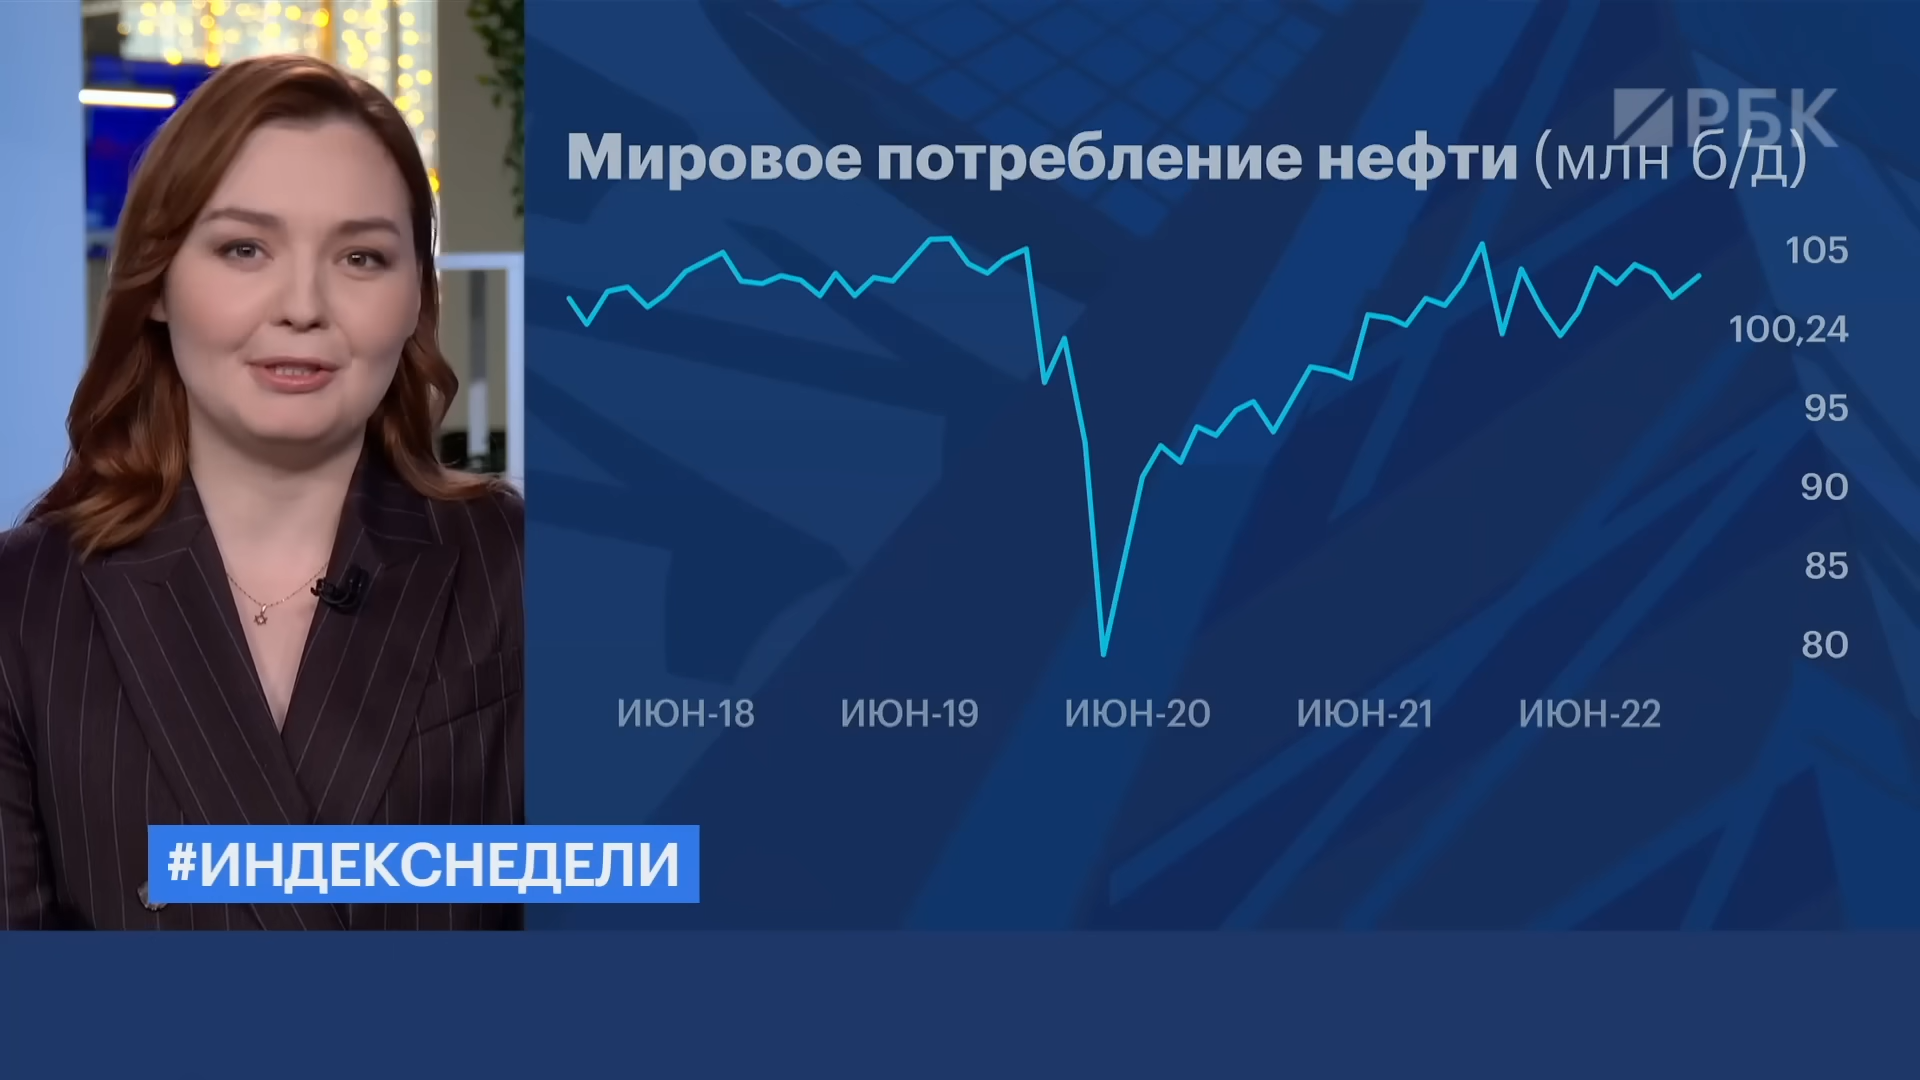 РБК
Мировое потребление нефти (млн б/д)
105
100,24
95
90
85
80
ИЮН-18 ИЮН-19 ИЮН-20 ИЮН-21 ИЮН-22
#ИНДЕКСНЕДЕЛИ